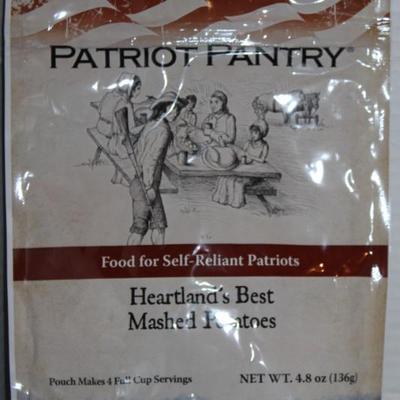 PATRIOT PANTRY®
Food for Self-Reliant Patriots
Heartland's Best
Mashed Potatoes
Pouch Makes 4 Full Cup Servings NET WT. 4.8 oz (136g)